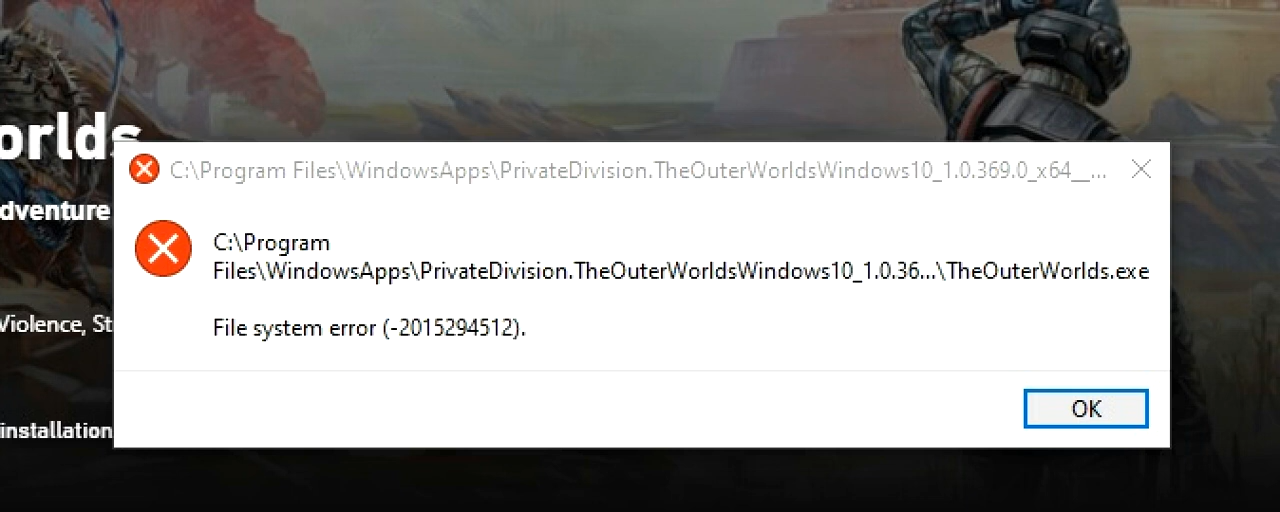 orlds
C:\Program Files\WindowsApps\PrivateDivision.TheOuterWorldsWindows10_1.0.369.0_x64__...
dventure
C:\Program
Files\WindowsApps\PrivateDivision.TheOuterWorldsWindows10_1.0.36...\TheOuterWorlds.exe
Violence, St
File system error (-2015294512).
OK
installation